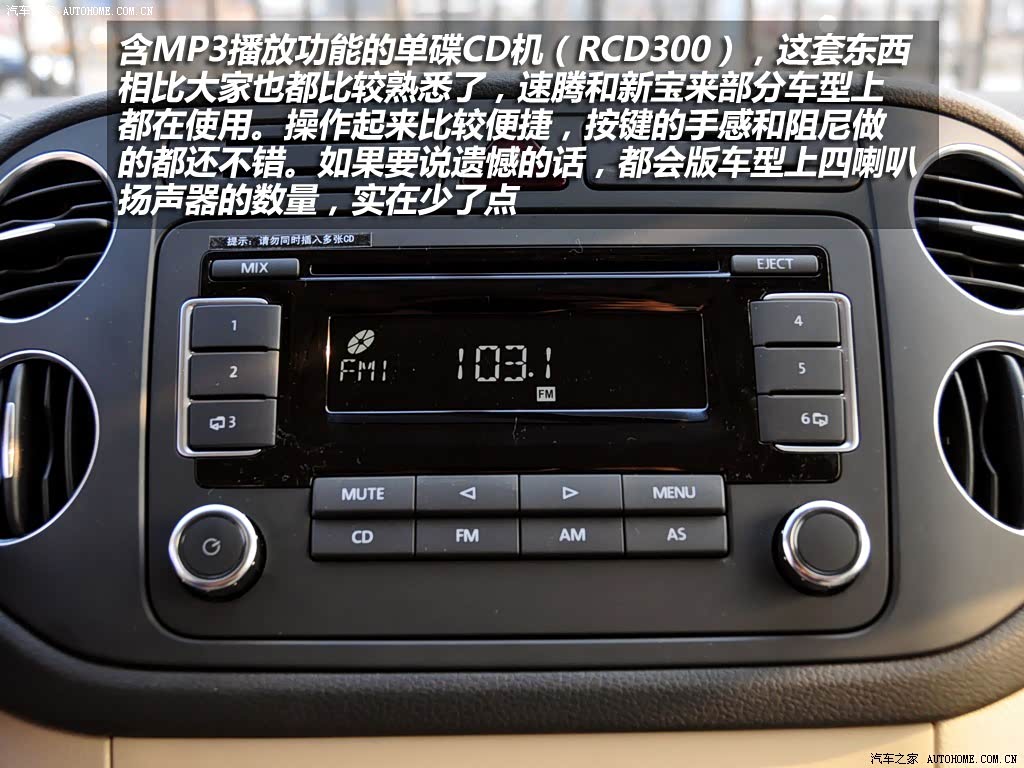 汽车之家 AUTOHOME.COM.CN
含MP3播放功能的单碟CD机（RCD300），这套东西
相比大家也都比较熟悉了，速腾和新宝来部分车型上
都在使用。操作起来比较便捷，按键的手感和阻尼做
的都还不错。如果要说遗憾的话，都会版车型上四喇叭
扬声器的数量，实在少了点
提示：请勿同时插入多张CD
MIX
EJECT
1
4
FM1 103.1
FM
2
5
3
6
MUTE
MENU
CD FM AM AS
汽车之家 AUTOHOME.COM.CN